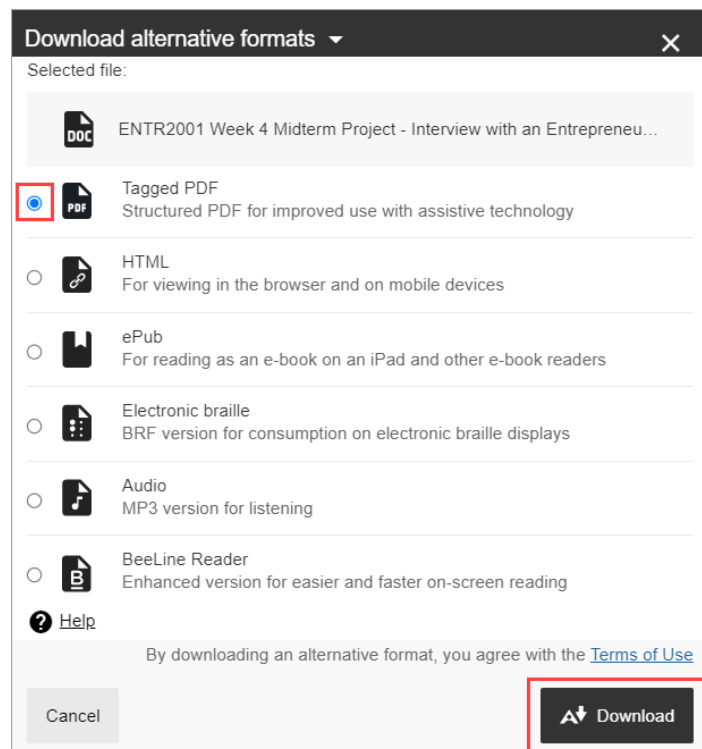 Download alternative formats
Selected file:
DOC
ENTR2001 Week 4 Midterm Project - Interview with an Entrepreneu...
PDF
Tagged PDF
Structured PDF for improved use with assistive technology
HTML
For viewing in the browser and on mobile devices
ePub
For reading as an e-book on an iPad and other e-book readers
Electronic braille
BRF version for consumption on electronic braille displays
Audio
MP3 version for listening
B
BeeLine Reader
Enhanced version for easier and faster on-screen reading
? Help
By downloading an alternative format, you agree with the Terms of Use
Cancel
A Download